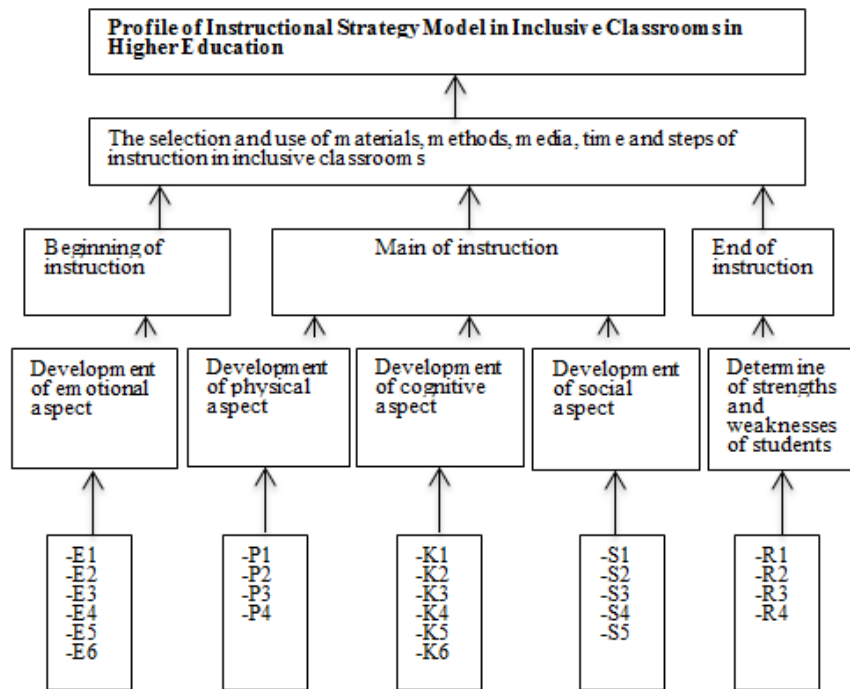 Profile of Instructional Strategy Model in Inclusive Classrooms in
Higher Education
The selection and use of materials, methods, media, time and steps of
instruction in inclusive classrooms
Beginning of
instruction
Main of instruction
End of
instruction
Development
of emotional
aspect
Development
of physical
aspect
Development
of cognitive
aspect
Development
of social
aspect
Determine
of strengths
and
weaknesses
of students
-E1
-E2
-E3
-E4
-E5
-E6
-P1
-P2
-P3
-P4
-K1
-K2
-K3
-K4
-K5
-K6
-S1
-S2
-S3
-S4
-S5
-R1
-R2
-R3
-R4